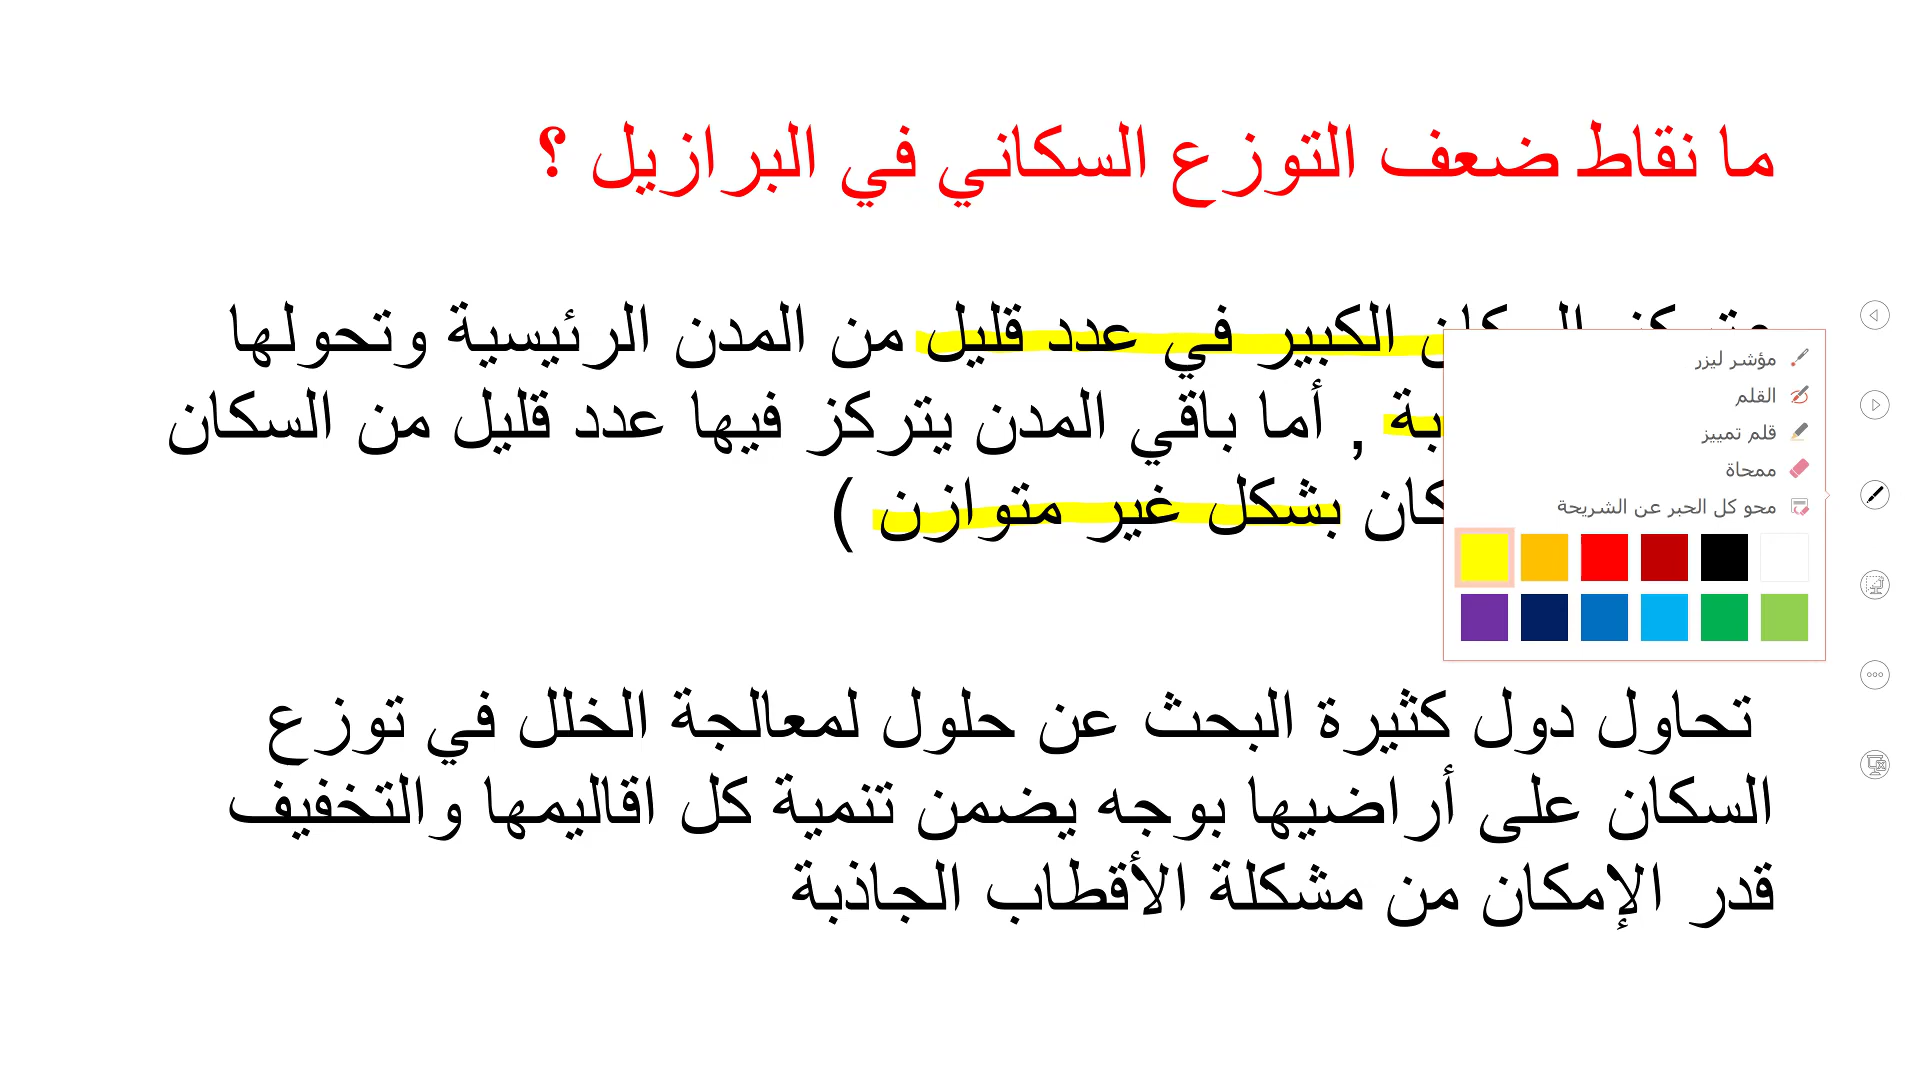 ما نقاط ضعف التوزع السكاني في البرازيل ؟
الكبير في عدد قليل من المدن الرئيسية وتحولها
, أما باقي المدن يتركز فيها عدد قليل من السكان
بشكل غير متوازن )
مؤشر ليزر
القلم
قلم تمييز
ممحاة
محو كل الحبر عن الشريحة
تحاول دول كثيرة البحث عن حلول لمعالجة الخلل في توزع
السكان على أراضيها بوجه يضمن تنمية كل اقاليمها والتخفيف
قدر الإمكان من مشكلة الأقطاب الجاذبة